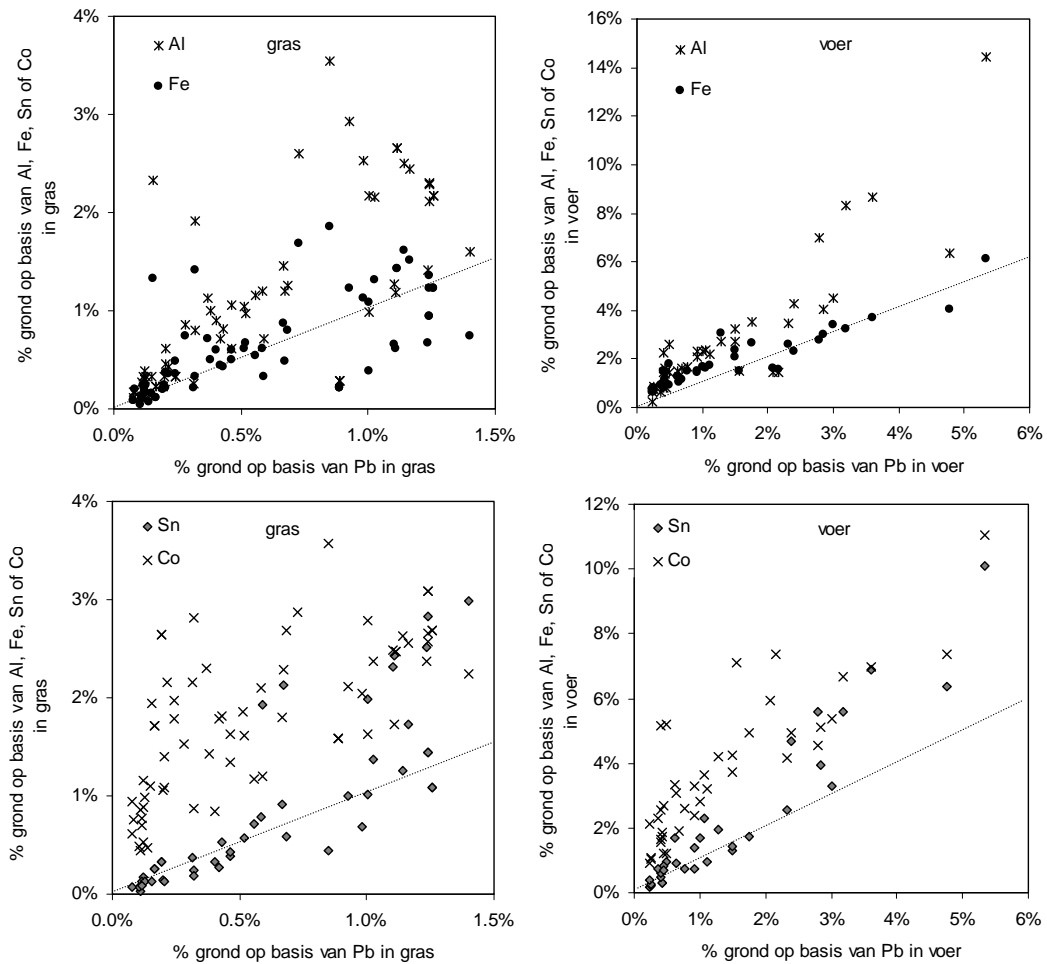 4%
3%
2%
1%
0%
% grond op basis van Al, Fe, Sn of Co
in gras
gras
Al
Fe
0.0%
0.5%
1.0%
1.5%
% grond op basis van Pb in gras
16%
14%
12%
10%
8%
6%
4%
2%
0%
% grond op basis van Al, Fe, Sn of Co
in voer
voer
Al
Fe
0%
1%
2%
3%
4%
5%
6%
% grond op basis van Pb in voer
4%
3%
2%
1%
0%
% grond op basis van Al, Fe, Sn of Co
in gras
gras
Sn
Co
0.0%
0.5%
1.0%
1.5%
% grond op basis van Pb in gras
12%
10%
8%
6%
4%
2%
0%
% grond op basis van Al, Fe, Sn of Co
in voer
voer
Sn
Co
0%
1%
2%
3%
4%
5%
6%
% grond op basis van Pb in voer